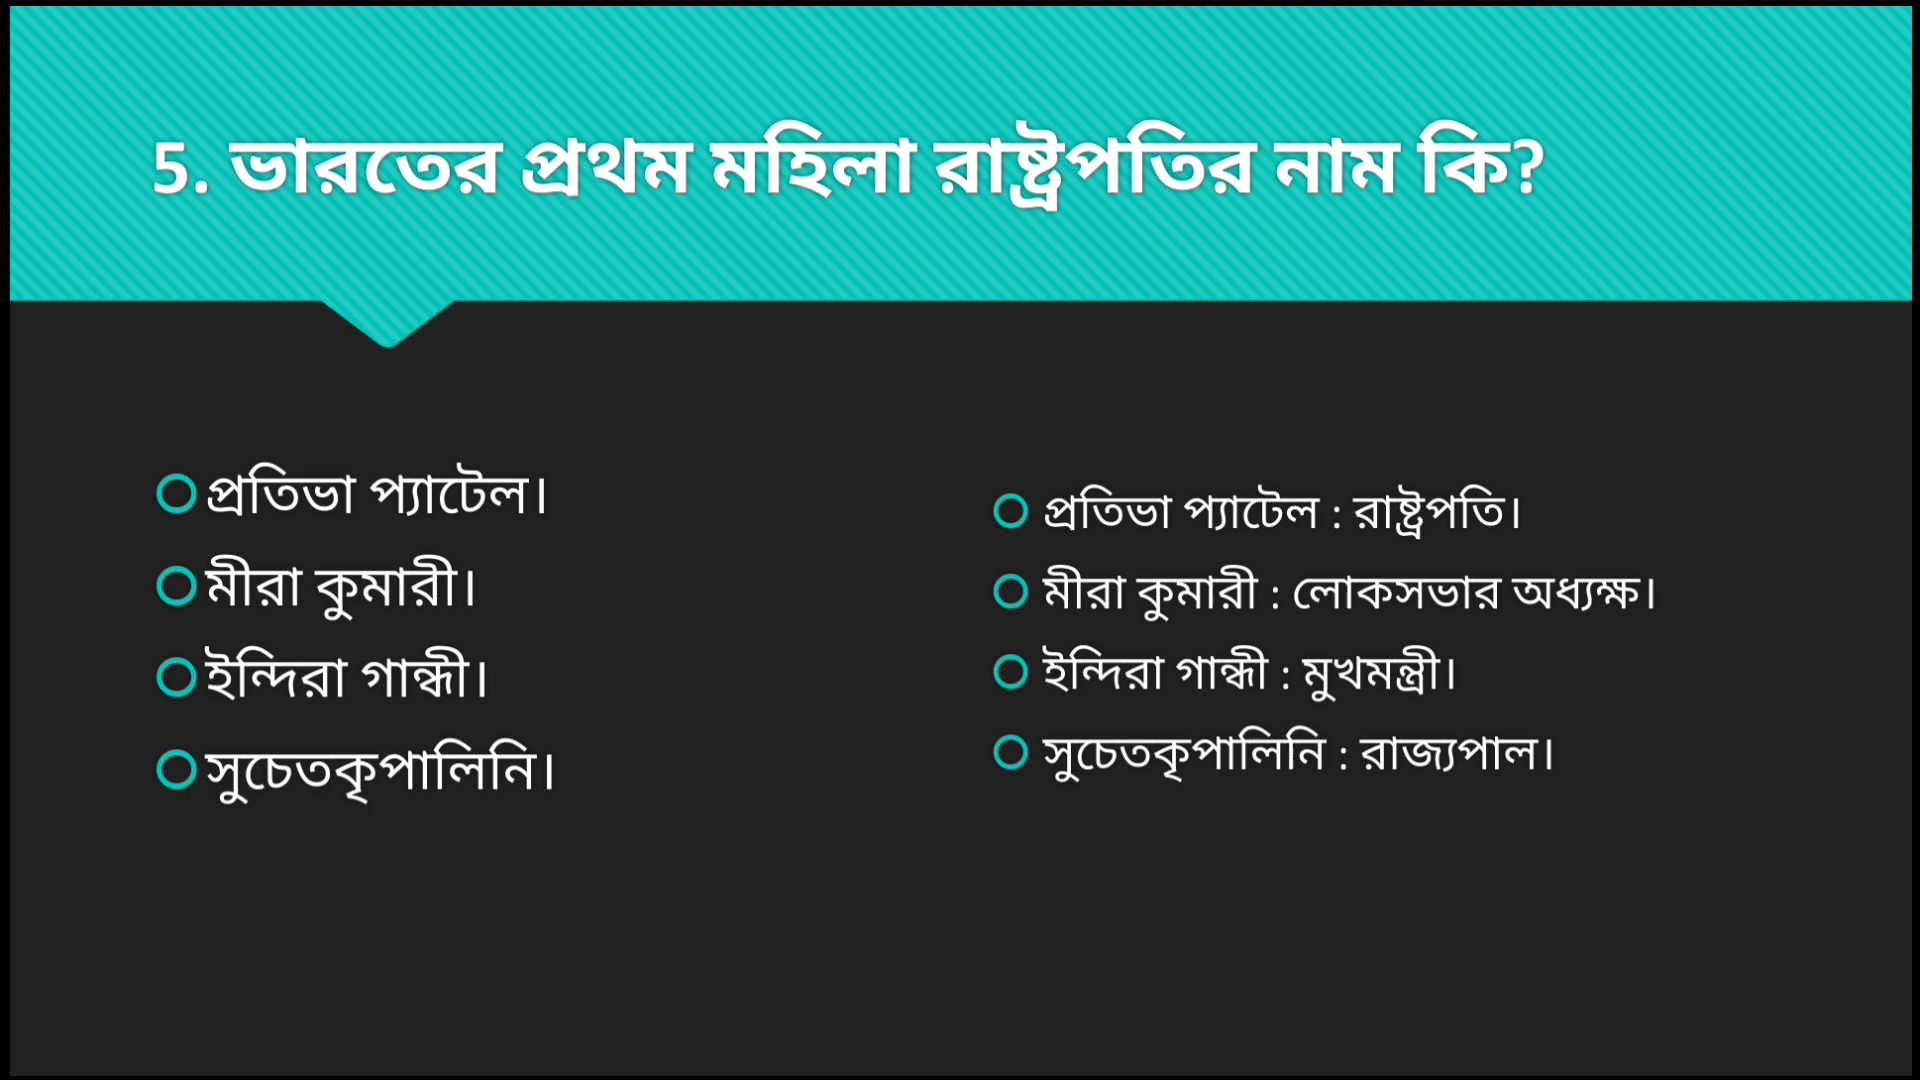 5. ভারতের প্রথম মহিলা রাষ্ট্রপতির নাম কি?
প্রতিভা প্যাটেল।
মীরা কুমারী।
ইন্দিরা গান্ধী।
সুচেতকৃপালিনি।
প্রতিভা প্যাটেল : রাষ্ট্রপতি।
মীরা কুমারী : লোকসভার অধ্যক্ষ।
ইন্দিরা গান্ধী : মুখমন্ত্রী।
সুচেতকৃপালিনি : রাজ্যপাল।